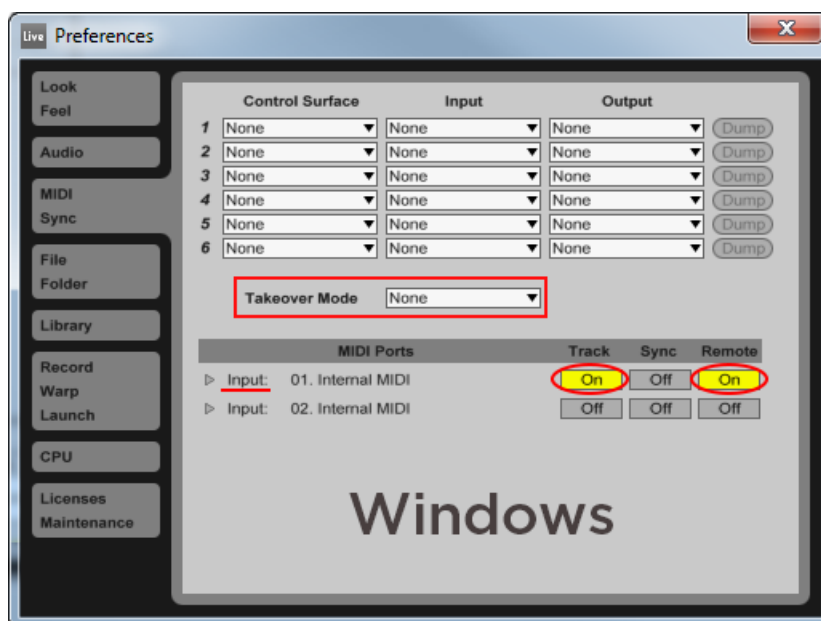 Live Preferences
x
Look
Feel
Audio
MIDI
Sync
File
Folder
Library
Record
Warp
Launch
CPU
Licenses
Maintenance
Control Surface Input Output
1 None None None Dump
2 None None None Dump
3 None None None Dump
4 None None None Dump
5 None None None Dump
6 None None None Dump
Takeover Mode None
MIDI Ports Track Sync Remote
Input: 01. Internal MIDI On Off On
Input: 02. Internal MIDI Off Off Off
Windows